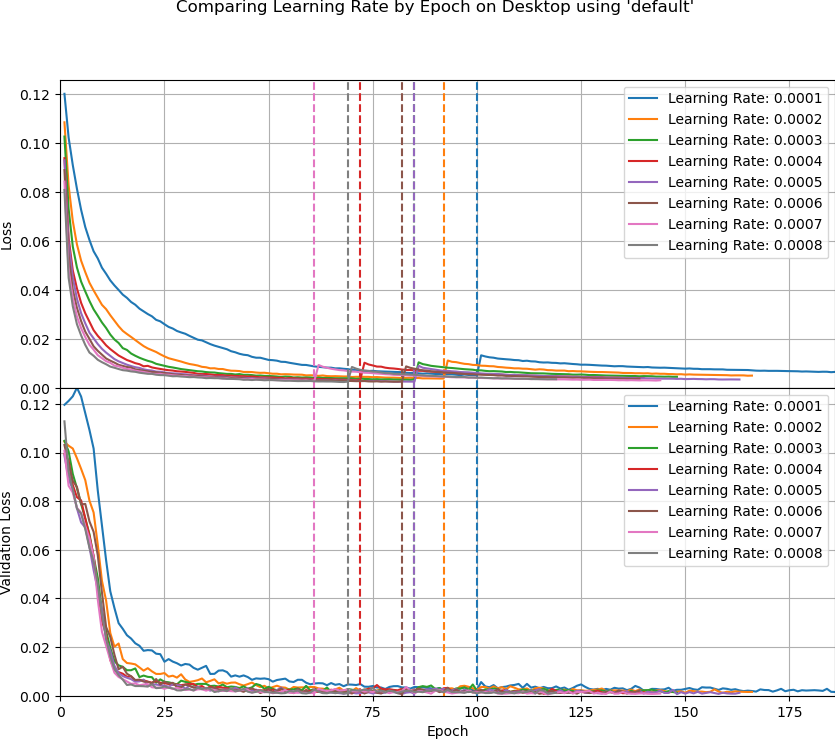 Comparing Learning Rate by Epoch on Desktop using 'default'
0.12
0.10
0.08
0.06
0.04
0.02
0.00
Loss
Learning Rate: 0.0001
Learning Rate: 0.0002
Learning Rate: 0.0003
Learning Rate: 0.0004
Learning Rate: 0.0005
Learning Rate: 0.0006
Learning Rate: 0.0007
Learning Rate: 0.0008
0.12
0.10
0.08
0.06
0.04
0.02
0.00
Validation Loss
Learning Rate: 0.0001
Learning Rate: 0.0002
Learning Rate: 0.0003
Learning Rate: 0.0004
Learning Rate: 0.0005
Learning Rate: 0.0006
Learning Rate: 0.0007
Learning Rate: 0.0008
0 25 50 75 100 125 150 175
Epoch